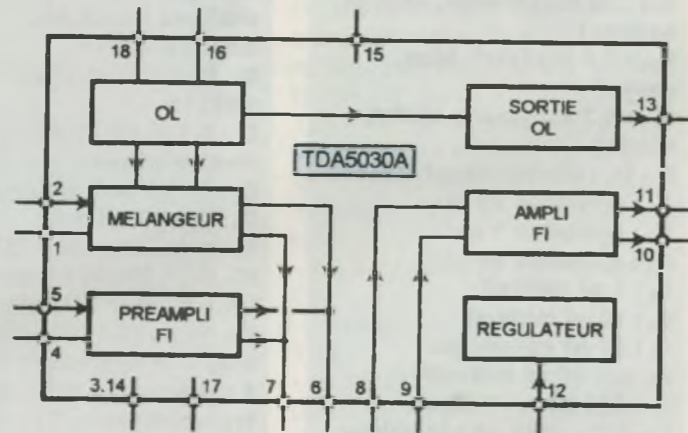 18
16
15
OL
SORTIE
OL
13
TDA5030A
2
MELANGEUR
1
AMPLI
FI
11
10
5
PREAMPLI
FI
4
REGULATEUR
3.14
17
7
6
8
9
12